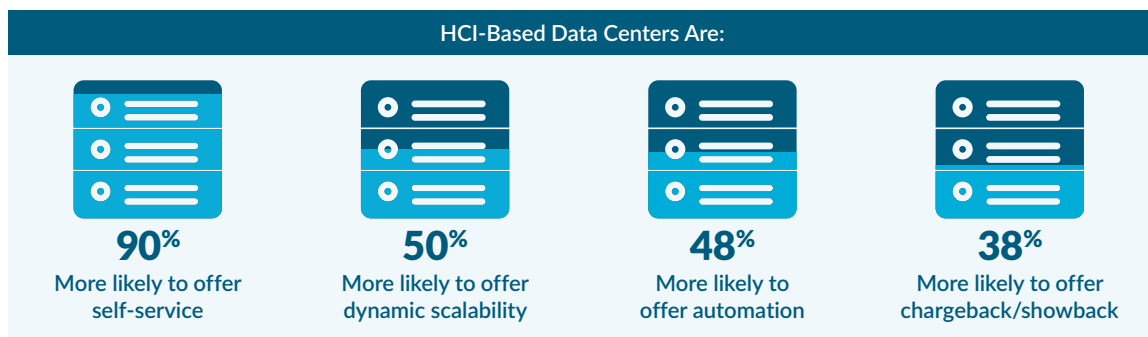 HCI-Based Data Centers Are:
90%
More likely to offer
self-service
50%
More likely to offer
dynamic scalability
48%
More likely to
offer automation
38%
More likely to offer
chargeback/showback